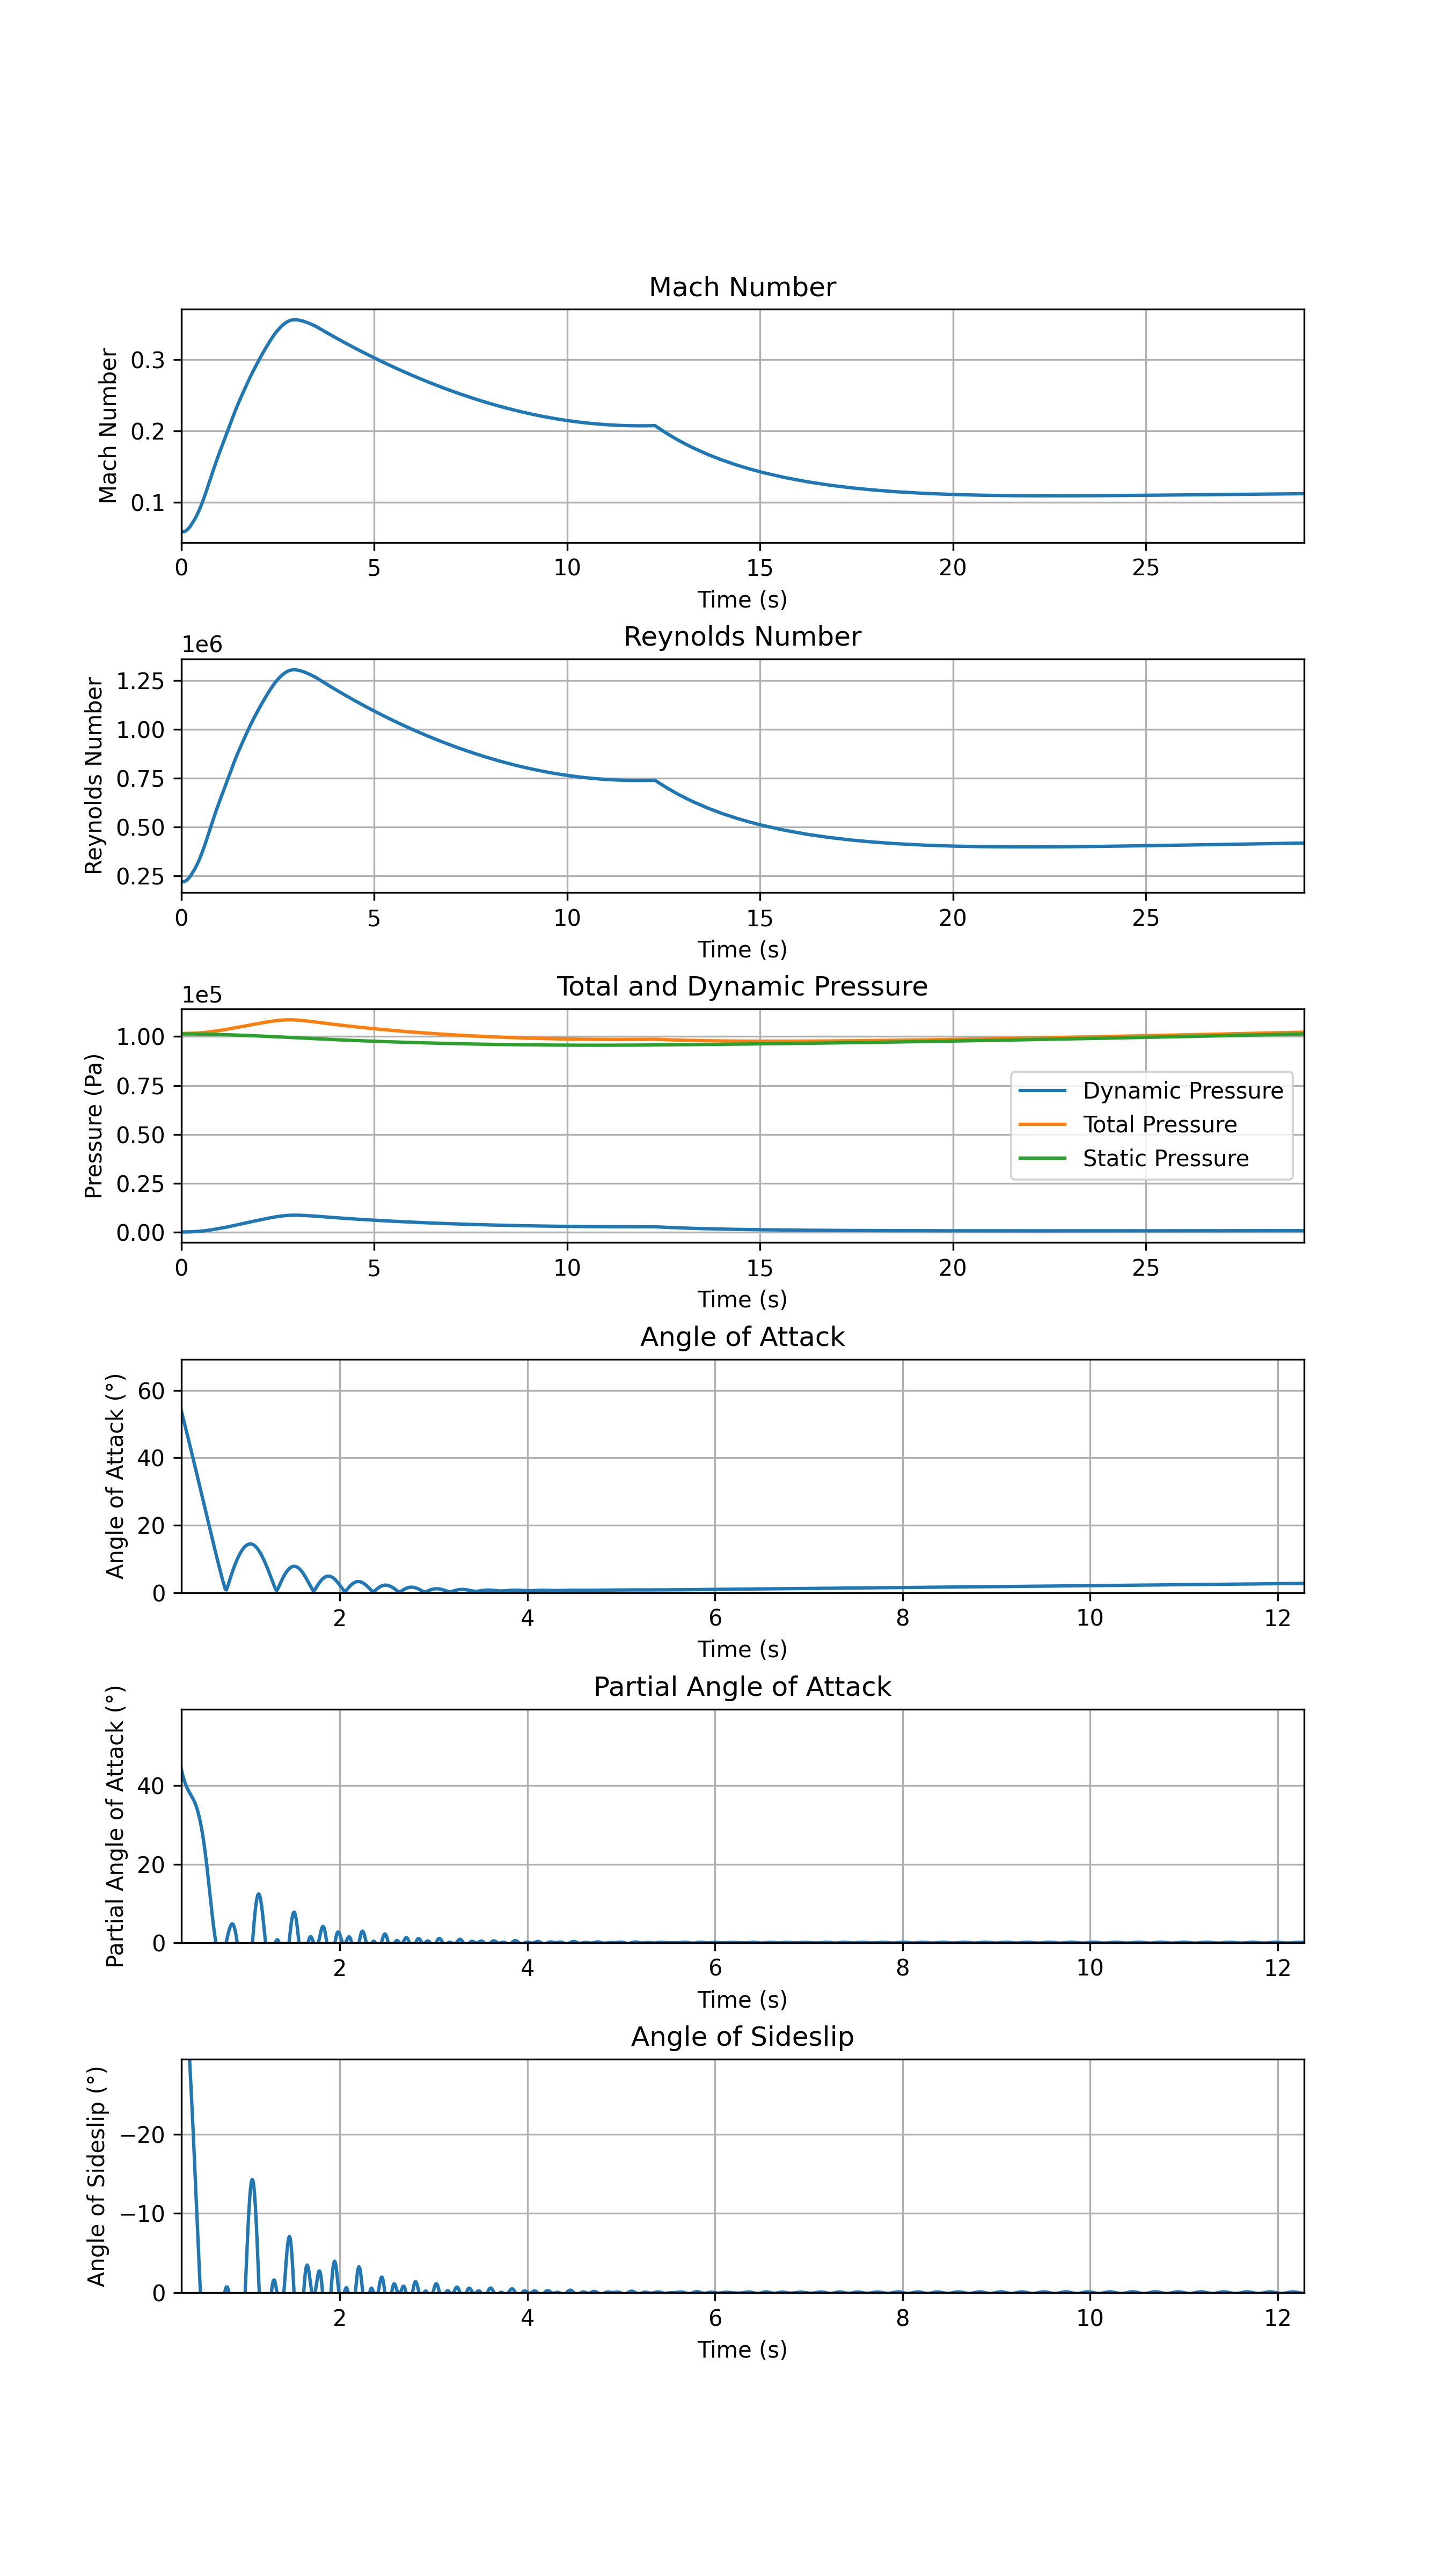 Mach Number
Mach Number
0.3
0.2
0.1
0 5 10 15 20 25
Time (s)
Reynolds Number
1e6
Reynolds Number
1.25
1.00
0.75
0.50
0.25
0 5 10 15 20 25
Time (s)
Total and Dynamic Pressure
1e5
Pressure (Pa)
1.00
0.75
0.50
0.25
0.00
Dynamic Pressure
Total Pressure
Static Pressure
0 5 10 15 20 25
Time (s)
Angle of Attack
Angle of Attack (°)
60
40
20
0
2 4 6 8 10 12
Time (s)
Partial Angle of Attack
Partial Angle of Attack (°)
40
20
0
2 4 6 8 10 12
Time (s)
Angle of Sideslip
Angle of Sideslip (°)
−20
−10
0
2 4 6 8 10 12
Time (s)